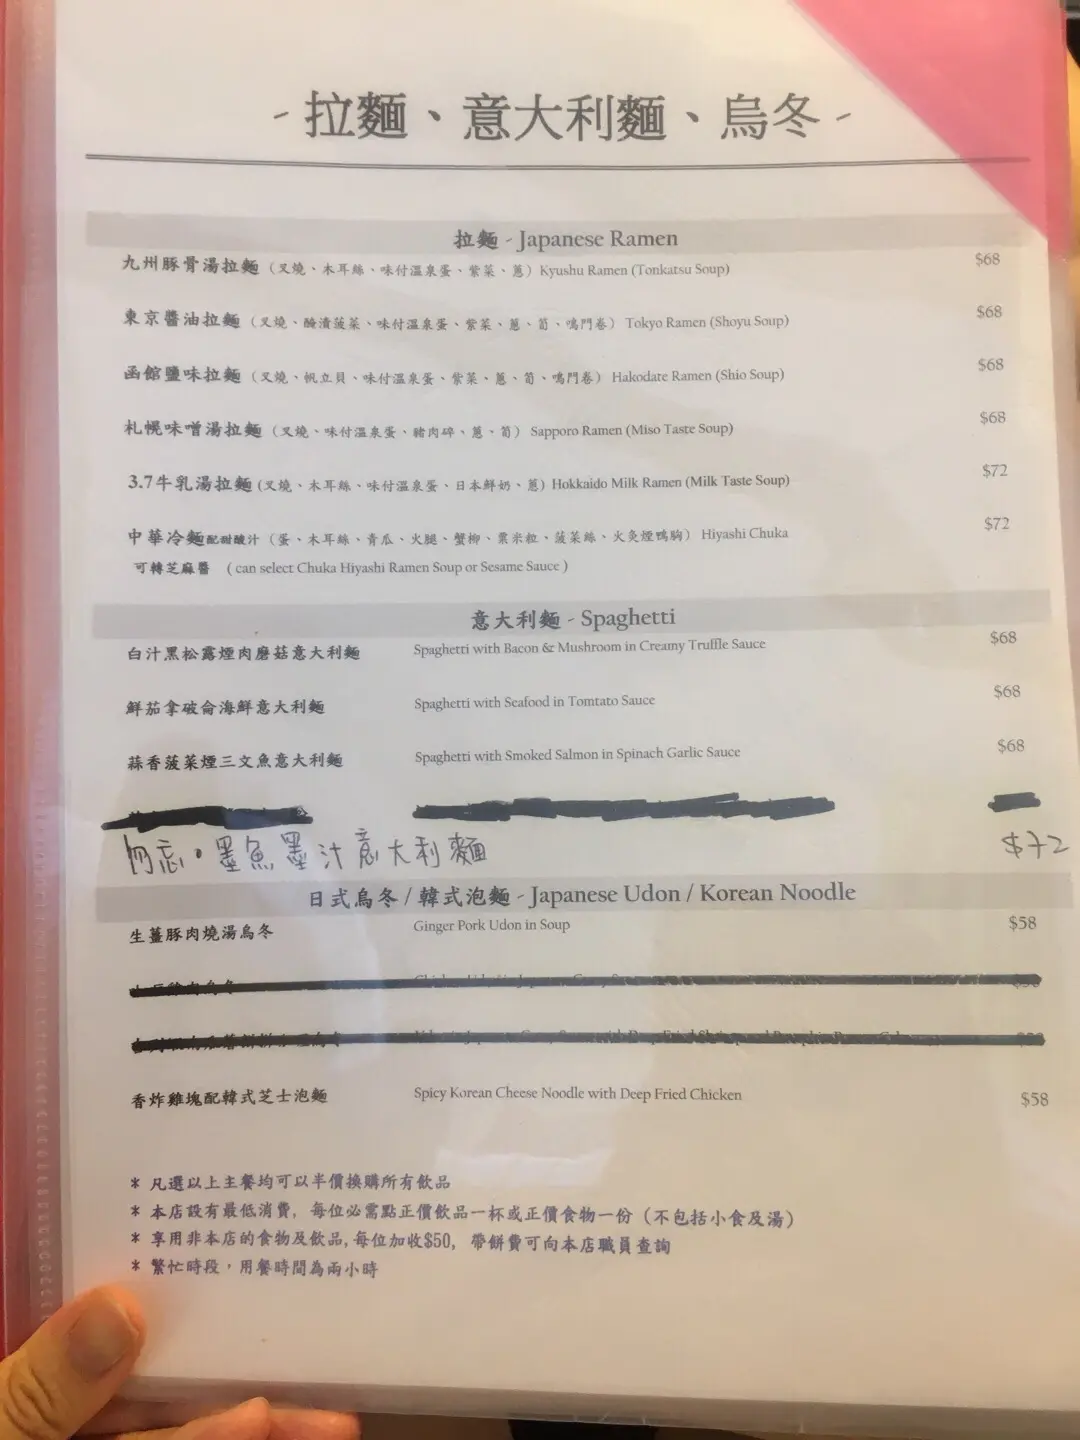 - 拉麵、意大利麵、烏冬 -
拉麵 - Japanese Ramen
九州豚骨湯拉麵（叉燒、木耳絲、味付溫泉蛋、紫菜、蔥）Kyushu Ramen (Tonkatsu Soup) $68
東京醬油拉麵（叉燒、醃漬菠菜、味付溫泉蛋、紫菜、蔥、筍、鳴門卷）Tokyo Ramen (Shoyu Soup) $68
函館鹽味拉麵（叉燒、帆立貝、味付溫泉蛋、紫菜、蔥、筍、鳴門卷）Hakodate Ramen (Shio Soup) $68
札幌味噌湯拉麵（叉燒、味付溫泉蛋、豬肉碎、蔥、筍）Sapporo Ramen (Miso Taste Soup) $68
3.7牛乳湯拉麵 (叉燒、木耳絲、味付溫泉蛋、日本鮮奶、蔥) Hokkaido Milk Ramen (Milk Taste Soup) $72
中華冷麵配甜酸汁（蛋、木耳絲、青瓜、火腿、蟹柳、粟米粒、菠菜絲、火灸煙鴨胸）Hiyashi Chuka $72
可轉芝麻醬 ( can select Chuka Hiyashi Ramen Soup or Sesame Sauce )
意大利麵 - Spaghetti
白汁黑松露煙肉磨菇意大利麵 Spaghetti with Bacon & Mushroom in Creamy Truffle Sauce $68
鮮茄拿破侖海鮮意大利麵 Spaghetti with Seafood in Tomtato Sauce $68
蒜香菠菜煙三文魚意大利麵 Spaghetti with Smoked Salmon in Spinach Garlic Sauce $68
勿忘。墨魚墨汁意大利麵 $72
日式烏冬 / 韓式泡麵 - Japanese Udon / Korean Noodle
生薑豚肉燒湯烏冬 Ginger Pork Udon in Soup $58
香炸雞塊配韓式芝士泡麵 Spicy Korean Cheese Noodle with Deep Fried Chicken $58
* 凡選以上主餐均可以半價換購所有飲品
* 本店設有最低消費，每位必需點正價飲品一杯或正價食物一份（不包括小食及湯）
* 享用非本店的食物及飲品, 每位加收$50，帶餅費可向本店職員查詢
* 繁忙時段，用餐時間為兩小時